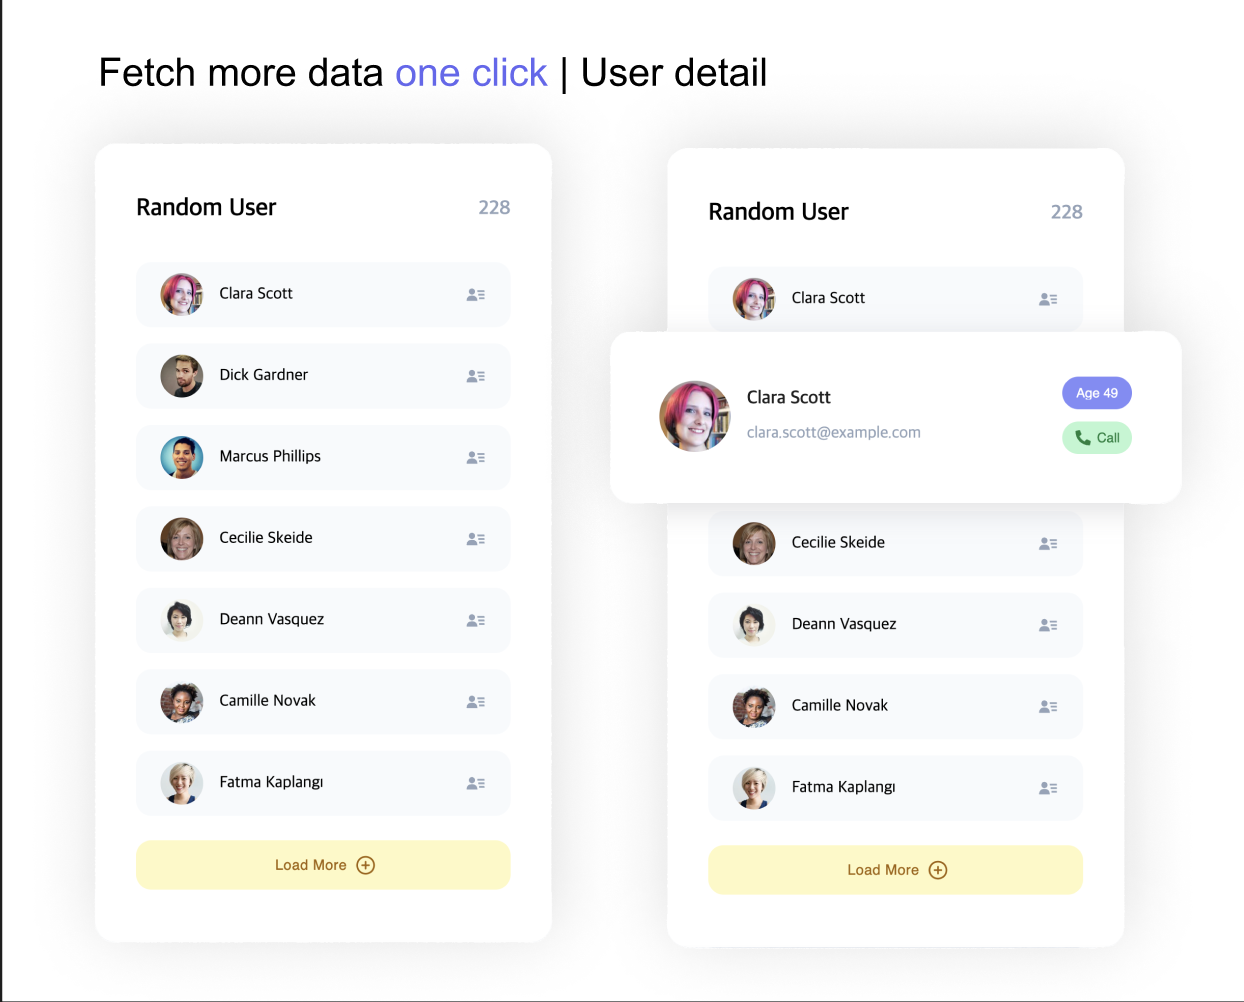 Fetch more data one click | User detail
Random User 228
Clara Scott
Dick Gardner
Marcus Phillips
Cecilie Skeide
Deann Vasquez
Camille Novak
Fatma Kaplangı
Load More
Random User 228
Clara Scott
Clara Scott
clara.scott@example.com
Age 49
Call
Cecilie Skeide
Deann Vasquez
Camille Novak
Fatma Kaplangı
Load More